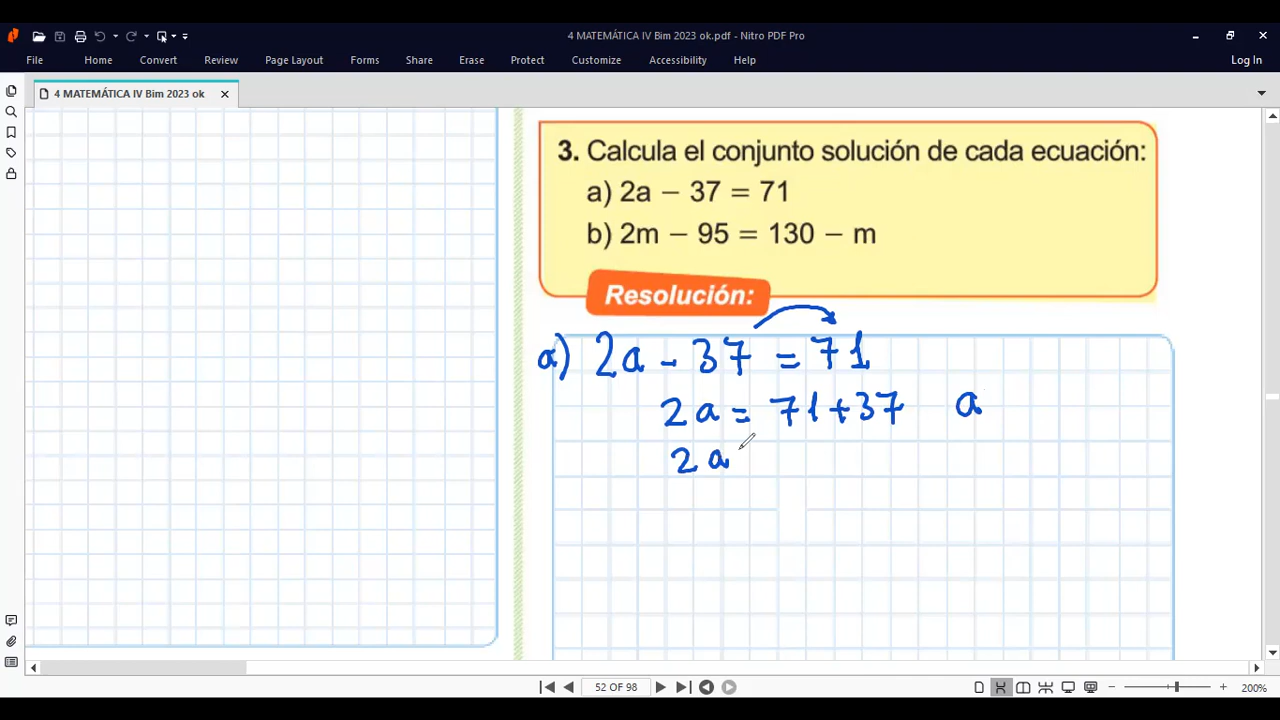 4 MATEMÁTICA IV Bim 2023 ok.pdf - Nitro PDF Pro
File Home Convert Review Page Layout Forms Share Erase Protect Customize Accessibility Help Log In
4 MATEMÁTICA IV Bim 2023 ok
3. Calcula el conjunto solución de cada ecuación:
a) 2a − 37 = 71
b) 2m − 95 = 130 − m
Resolución:
a) 2a - 37 = 71
2a = 71+37 a
2a
52 OF 98
200%